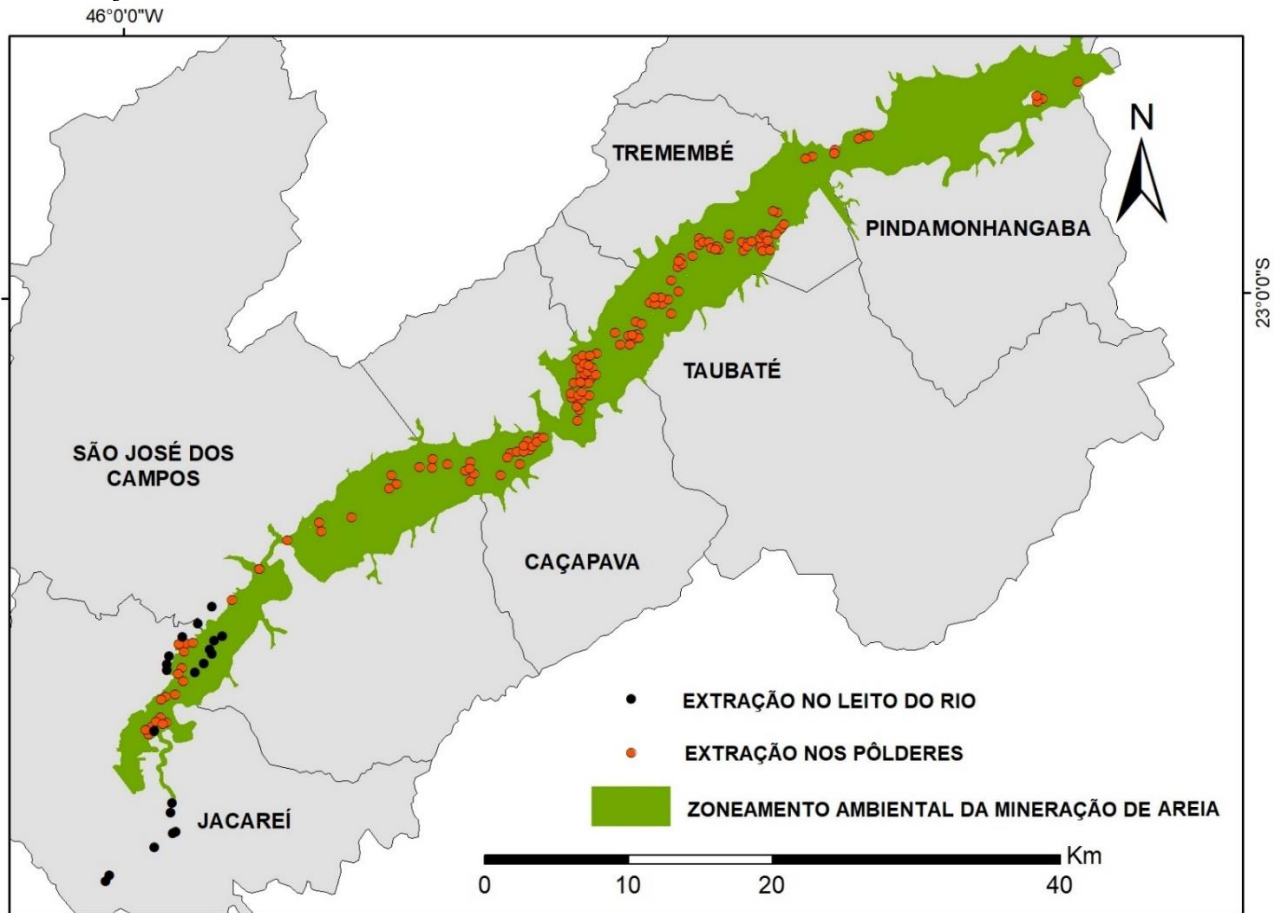 46°0'0"W
N
TREMEMBÉ
PINDAMONHANGABA
23°0'0"S
TAUBATÉ
SÃO JOSÉ DOS
CAMPOS
CAÇAPAVA
JACAREÍ
EXTRAÇÃO NO LEITO DO RIO
EXTRAÇÃO NOS PÔLDERES
ZONEAMENTO AMBIENTAL DA MINERAÇÃO DE AREIA
Km
0 10 20 40